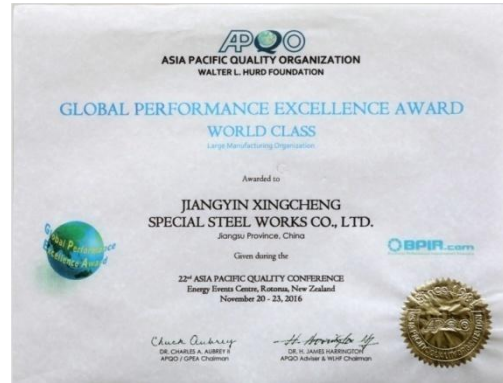 APQO
ASIA PACIFIC QUALITY ORGANIZATION
WALTER L. HURD FOUNDATION
GLOBAL PERFORMANCE EXCELLENCE AWARD
WORLD CLASS
Large Manufacturing Organization
Awarded to
JIANGYIN XINGCHENG
SPECIAL STEEL WORKS CO., LTD.
Jiangsu Province, China
Given during the
Global Performance
Excellence Award
BPIR.com
22nd ASIA PACIFIC QUALITY CONFERENCE
Energy Events Centre, Rotorua, New Zealand
November 20 - 23, 2016
Chuck Aubrey
DR. CHARLES A. AUBREY II
APQO / GPEA Chairman
DR. H. JAMES HARRINGTON
APQO Adviser & WLHF Chairman